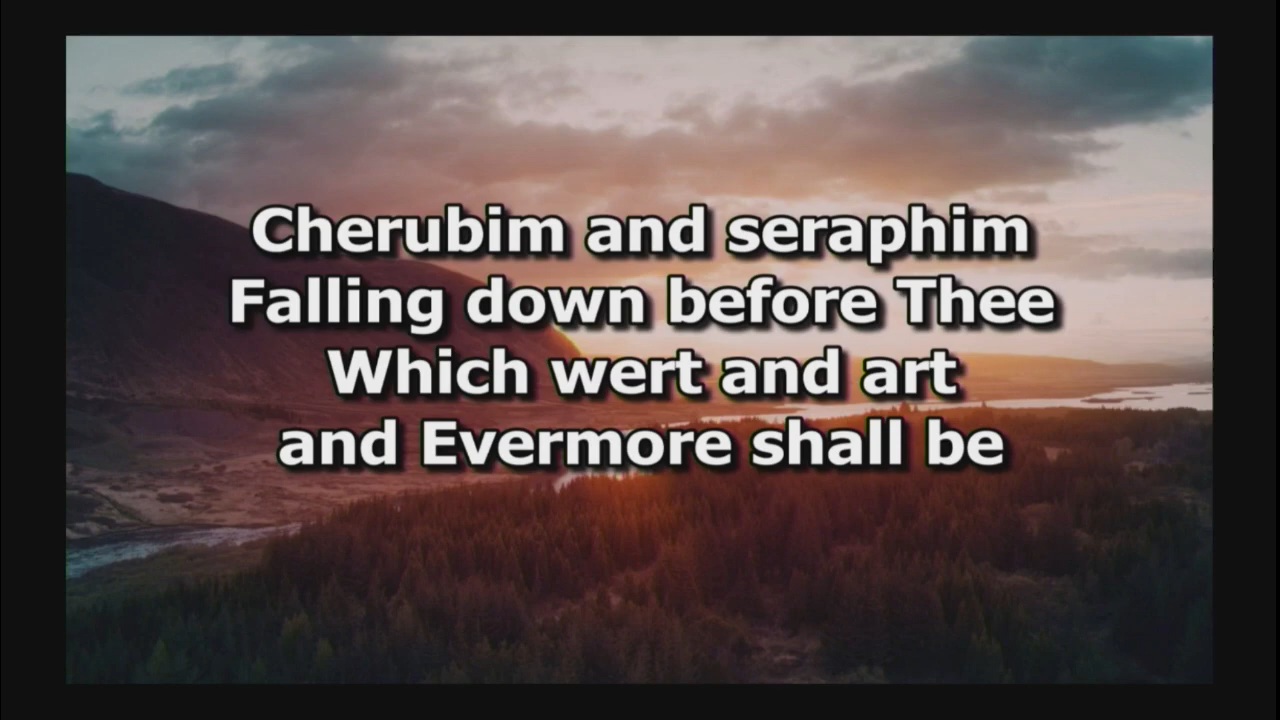 Cherubim and seraphim
Falling down before Thee
Which wert and art
and Evermore shall be